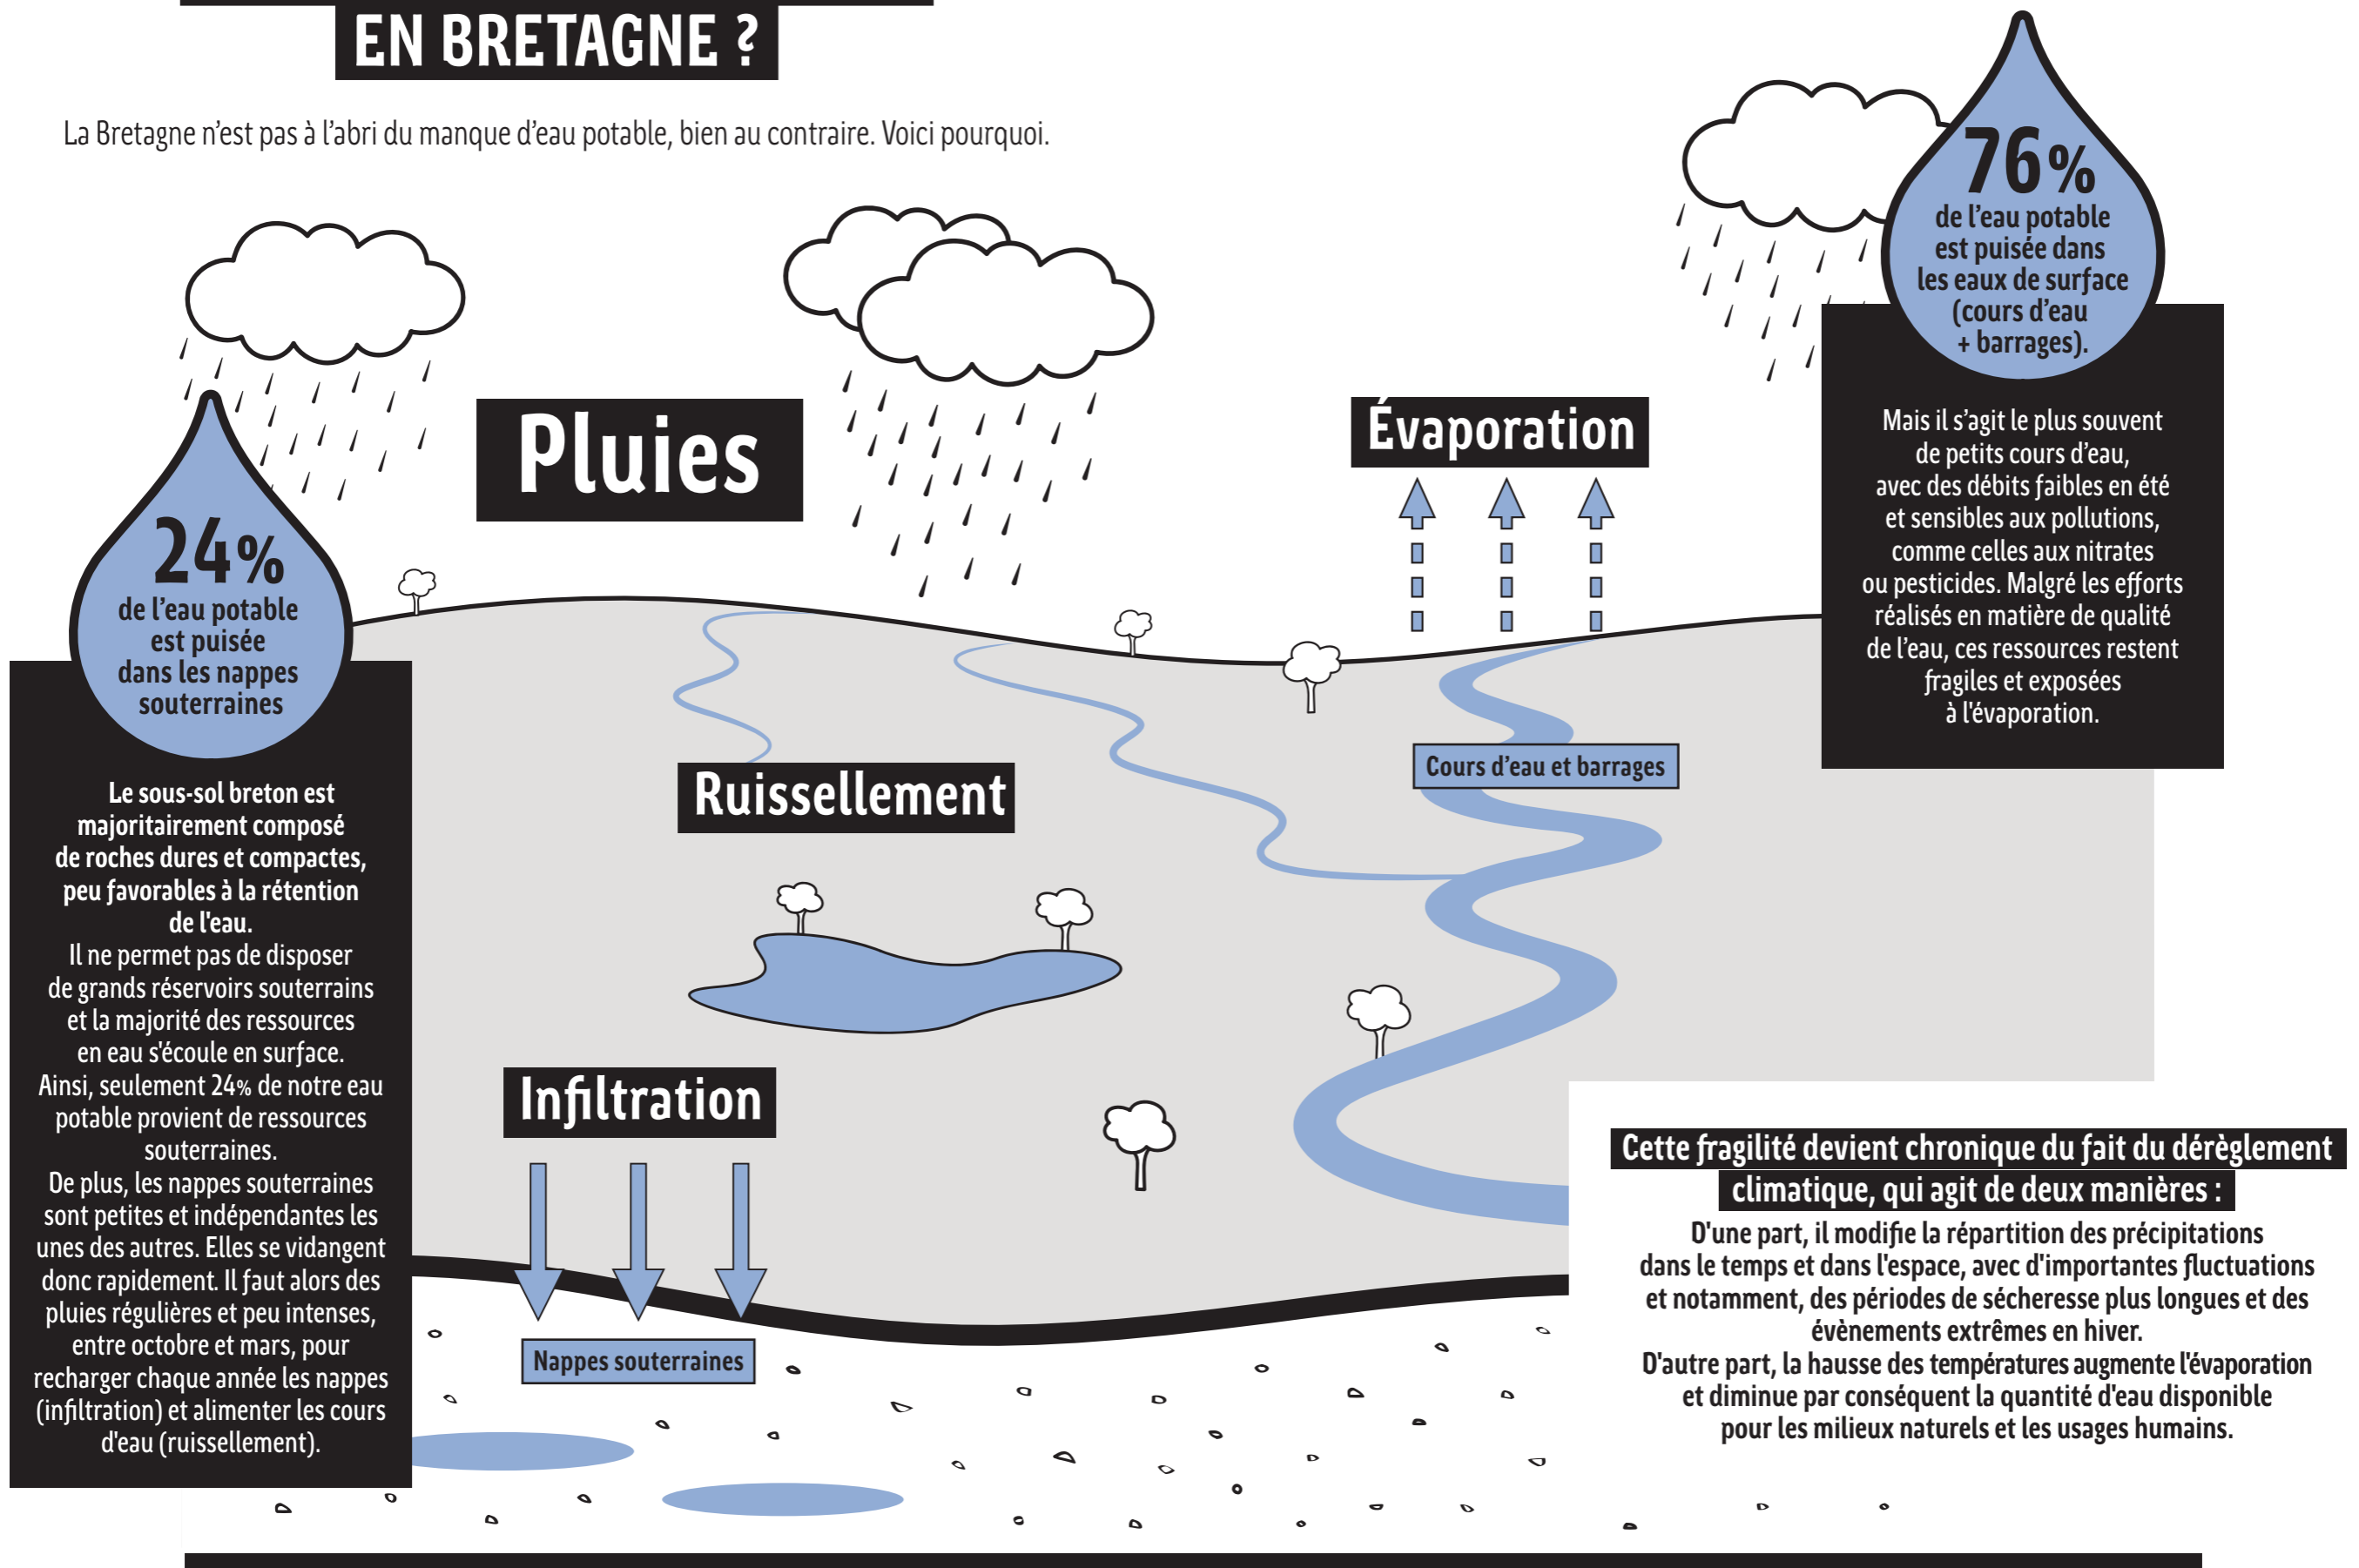 EN BRETAGNE ?
La Bretagne n’est pas à l’abri du manque d’eau potable, bien au contraire. Voici pourquoi.
76%
de l’eau potable
est puisée dans
les eaux de surface
(cours d’eau
+ barrages).
Mais il s’agit le plus souvent
de petits cours d’eau,
avec des débits faibles en été
et sensibles aux pollutions,
comme celles aux nitrates
ou pesticides. Malgré les efforts
réalisés en matière de qualité
de l’eau, ces ressources restent
fragiles et exposées
à l'évaporation.
Pluies
Évaporation
24%
de l’eau potable
est puisée
dans les nappes
souterraines
Le sous-sol breton est
majoritairement composé
de roches dures et compactes,
peu favorables à la rétention
de l'eau.
Il ne permet pas de disposer
de grands réservoirs souterrains
et la majorité des ressources
en eau s'écoule en surface.
Ainsi, seulement 24% de notre eau
potable provient de ressources
souterraines.
De plus, les nappes souterraines
sont petites et indépendantes les
unes des autres. Elles se vidangent
donc rapidement. Il faut alors des
pluies régulières et peu intenses,
entre octobre et mars, pour
recharger chaque année les nappes
(infiltration) et alimenter les cours
d'eau (ruissellement).
Ruissellement
Cours d’eau et barrages
Infiltration
Nappes souterraines
Cette fragilité devient chronique du fait du dérèglement
climatique, qui agit de deux manières :
D'une part, il modifie la répartition des précipitations
dans le temps et dans l'espace, avec d'importantes fluctuations
et notamment, des périodes de sécheresse plus longues et des
évènements extrêmes en hiver.
D'autre part, la hausse des températures augmente l'évaporation
et diminue par conséquent la quantité d'eau disponible
pour les milieux naturels et les usages humains.